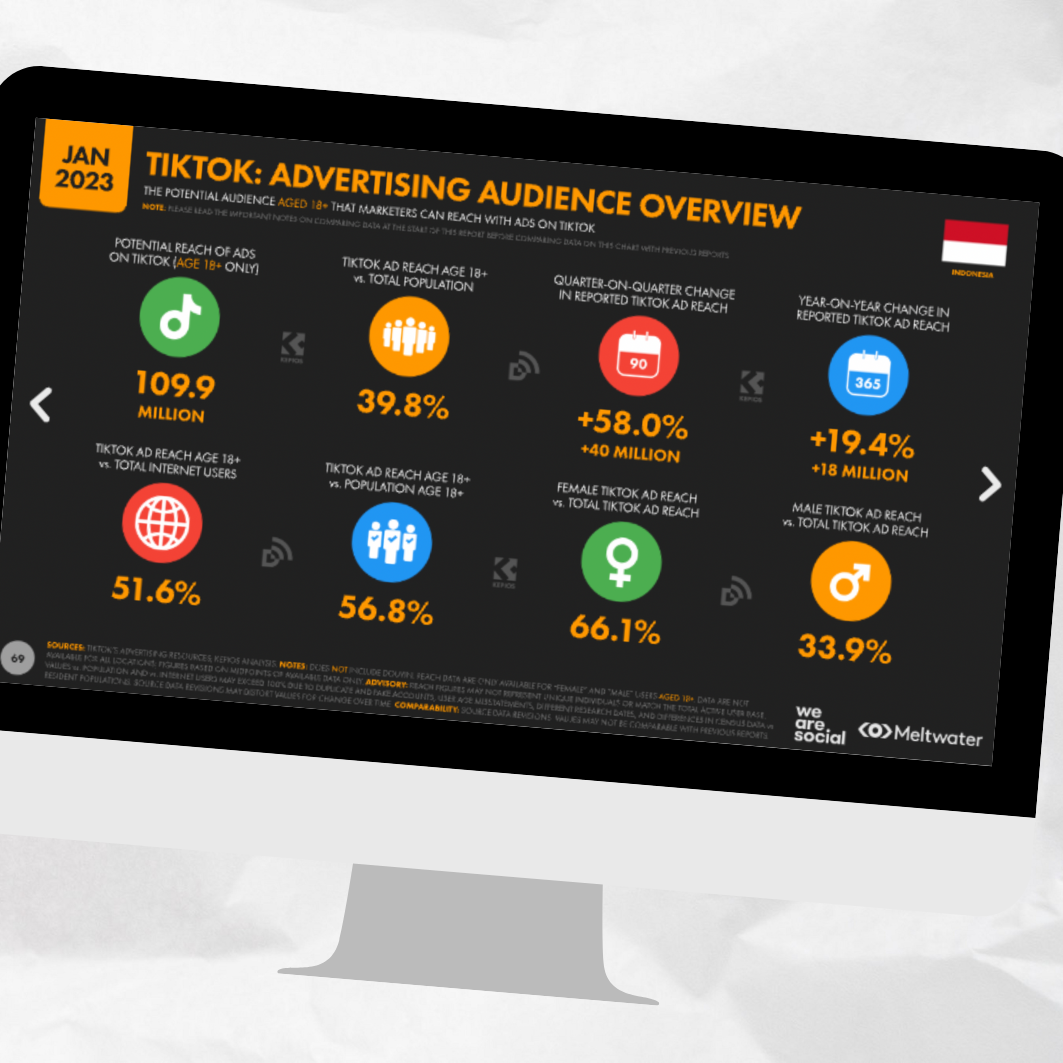 JAN
2023
TIKTOK: ADVERTISING AUDIENCE OVERVIEW
THE POTENTIAL AUDIENCE AGED 18+ THAT MARKETERS CAN REACH WITH ADS ON TIKTOK
NOTE: PLEASE READ THE IMPORTANT NOTES ON COMPARING DATA AT THE START OF THIS REPORT BEFORE COMPARING DATA ON THIS CHART WITH PREVIOUS REPORTS
INDONESIA
POTENTIAL REACH OF ADS
ON TIKTOK (AGE 18+ ONLY)
109.9
MILLION
TIKTOK AD REACH AGE 18+
vs. TOTAL POPULATION
39.8%
QUARTER-ON-QUARTER CHANGE
IN REPORTED TIKTOK AD REACH
90
+58.0%
+40 MILLION
YEAR-ON-YEAR CHANGE IN
REPORTED TIKTOK AD REACH
365
+19.4%
+18 MILLION
KEPIOS
KEPIOS
TIKTOK AD REACH AGE 18+
vs. TOTAL INTERNET USERS
51.6%
TIKTOK AD REACH AGE 18+
vs. POPULATION AGE 18+
56.8%
KEPIOS
FEMALE TIKTOK AD REACH
vs. TOTAL TIKTOK AD REACH
66.1%
MALE TIKTOK AD REACH
vs. TOTAL TIKTOK AD REACH
33.9%
69
SOURCES: TIKTOK'S ADVERTISING RESOURCES; KEPIOS ANALYSIS. NOTES: DOES NOT INCLUDE DOUYIN. REACH DATA ARE ONLY AVAILABLE FOR "FEMALE" AND "MALE" USERS AGED 18+. DATA ARE NOT
AVAILABLE FOR ALL LOCATIONS. FIGURES BASED ON MIDPOINTS OF AVAILABLE DATA ONLY. ADVISORY: REACH FIGURES MAY NOT REPRESENT UNIQUE INDIVIDUALS OR MATCH THE TOTAL ACTIVE USER BASE.
VALUES vs. POPULATION AND vs. INTERNET USERS MAY EXCEED 100% DUE TO DUPLICATE AND FAKE ACCOUNTS, USER AGE MISSTATEMENTS, DIFFERENT RESEARCH DATES, AND DIFFERENCES IN CENSUS DATA vs.
RESIDENT POPULATIONS. SOURCE DATA REVISIONS MAY DISTORT VALUES FOR CHANGE OVER TIME. COMPARABILITY: SOURCE DATA REVISIONS. VALUES MAY NOT BE COMPARABLE WITH PREVIOUS REPORTS.
we
are
social
Meltwater